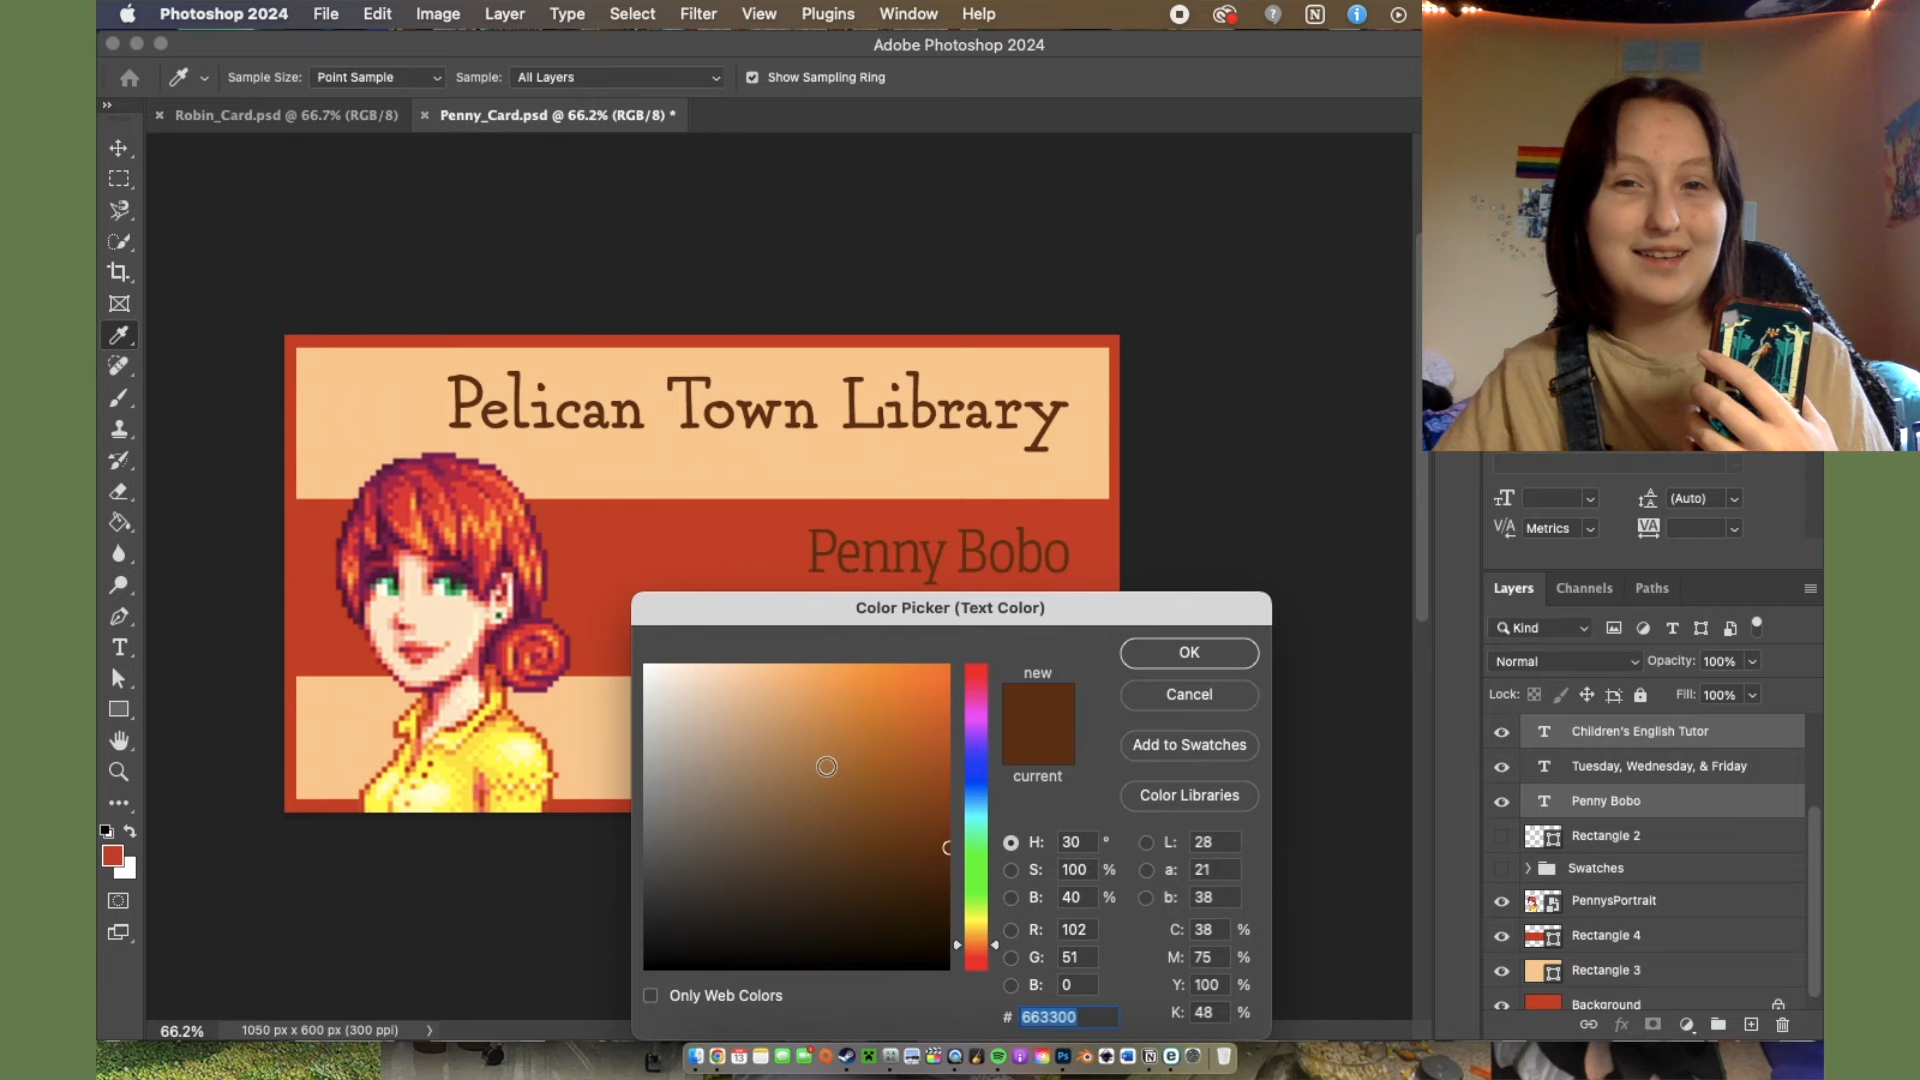 Photoshop 2024 File Edit Image Layer Type Select Filter View Plugins Window Help
Adobe Photoshop 2024
Sample Size: Point Sample Sample: All Layers Show Sampling Ring
Robin_Card.psd @ 66.7% (RGB/8) Penny_Card.psd @ 66.2% (RGB/8) *
Pelican Town Library
Penny Bobo
Color Picker (Text Color)
new
current
OK
Cancel
Add to Swatches
Color Libraries
H: 30 ° L: 28
S: 100 % a: 21
B: 40 % b: 38
R: 102 C: 38 %
G: 51 M: 75 %
B: 0 Y: 100 %
# 663300 K: 48 %
Only Web Colors
(Auto)
Metrics
Layers Channels Paths
Kind
Normal Opacity: 100%
Lock: Fill: 100%
Children's English Tutor
Tuesday, Wednesday, & Friday
Penny Bobo
Rectangle 2
Swatches
PennysPortrait
Rectangle 4
Rectangle 3
Background
66.2% 1050 px x 600 px (300 ppi)